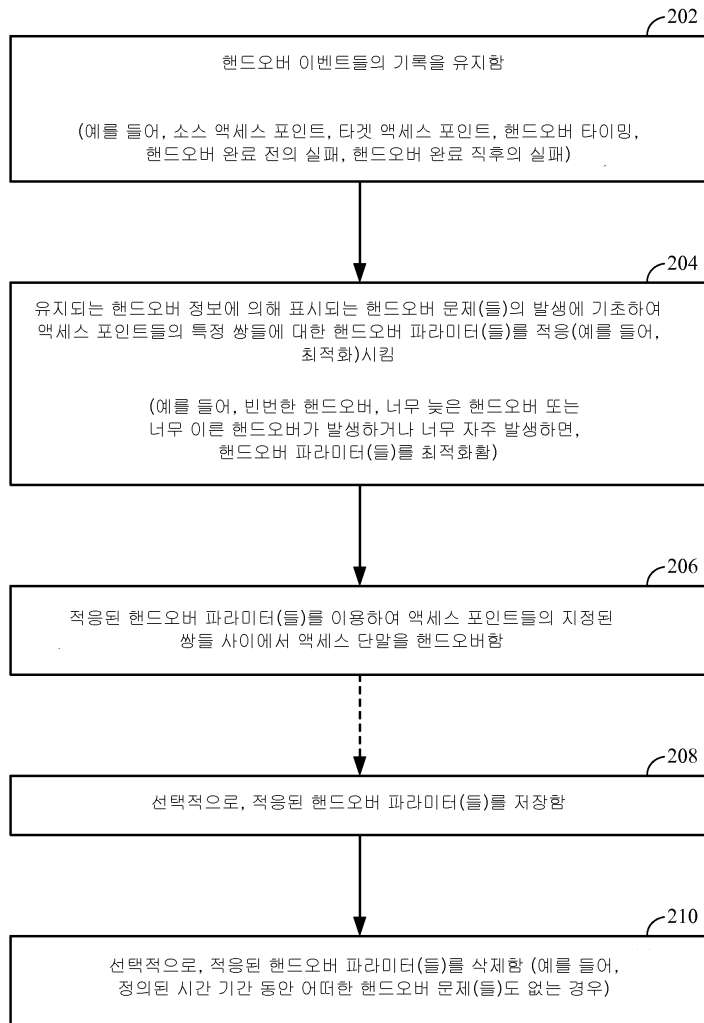 202
핸드오버 이벤트들의 기록을 유지함
(예를 들어, 소스 액세스 포인트, 타겟 액세스 포인트, 핸드오버 타이밍,
핸드오버 완료 전의 실패, 핸드오버 완료 직후의 실패)
204
유지되는 핸드오버 정보에 의해 표시되는 핸드오버 문제(들)의 발생에 기초하여
액세스 포인트들의 특정 쌍들에 대한 핸드오버 파라미터(들)를 적응(예를 들어,
최적화)시킴
(예를 들어, 빈번한 핸드오버, 너무 늦은 핸드오버 또는
너무 이른 핸드오버가 발생하거나 너무 자주 발생하면,
핸드오버 파라미터(들)를 최적화함)
206
적응된 핸드오버 파라미터(들)를 이용하여 액세스 포인트들의 지정된
쌍들 사이에서 액세스 단말을 핸드오버함
208
선택적으로, 적응된 핸드오버 파라미터(들)를 저장함
210
선택적으로, 적응된 핸드오버 파라미터(들)를 삭제함 (예를 들어,
정의된 시간 기간 동안 어떠한 핸드오버 문제(들)도 없는 경우)